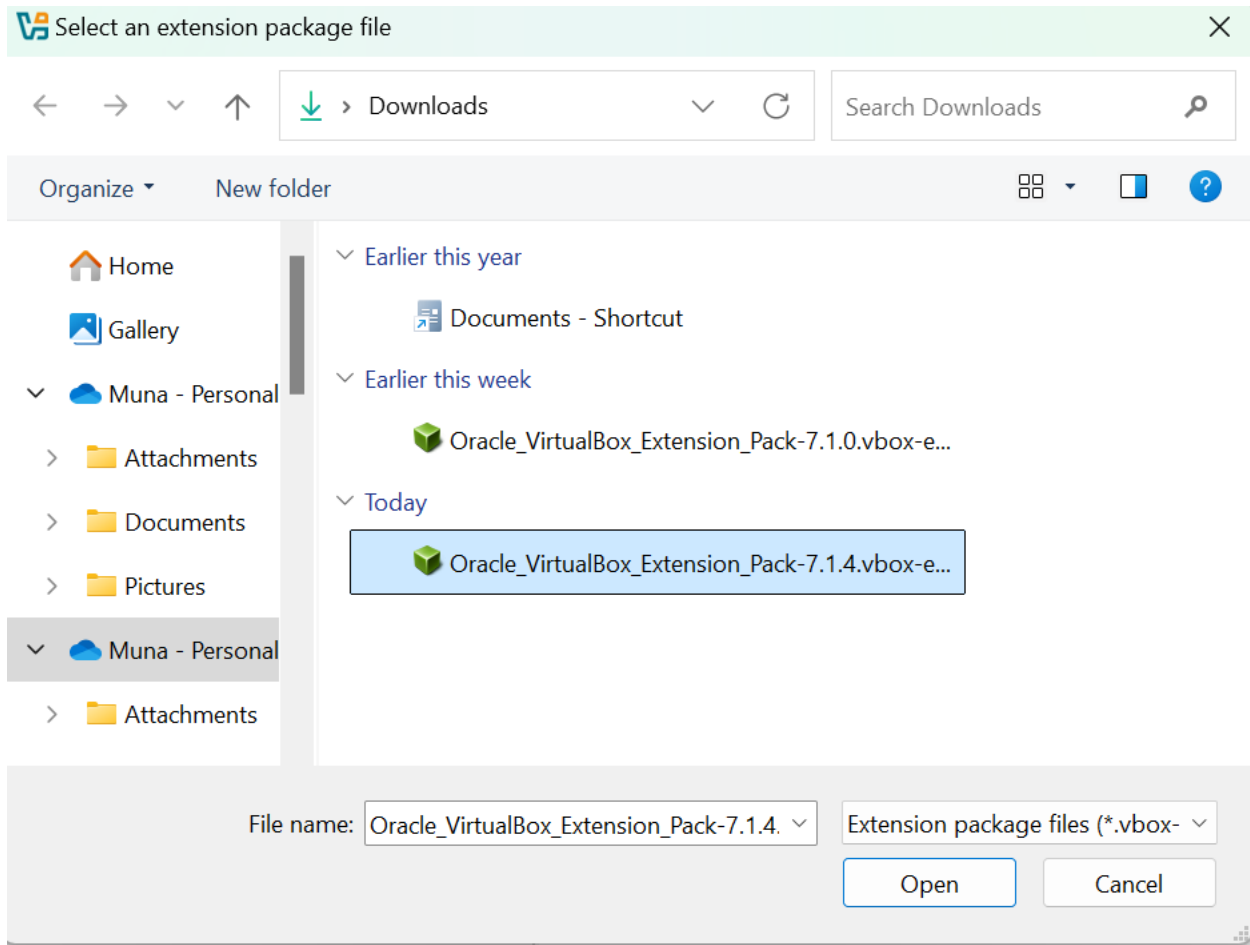 Select an extension package file
Downloads
Search Downloads
Organize
New folder
Home
Gallery
Muna - Personal
Attachments
Documents
Pictures
Muna - Personal
Attachments
Earlier this year
Documents - Shortcut
Earlier this week
Oracle_VirtualBox_Extension_Pack-7.1.0.vbox-e...
Today
Oracle_VirtualBox_Extension_Pack-7.1.4.vbox-e...
File name: Oracle_VirtualBox_Extension_Pack-7.1.4.
Extension package files (*.vbox-
Open
Cancel